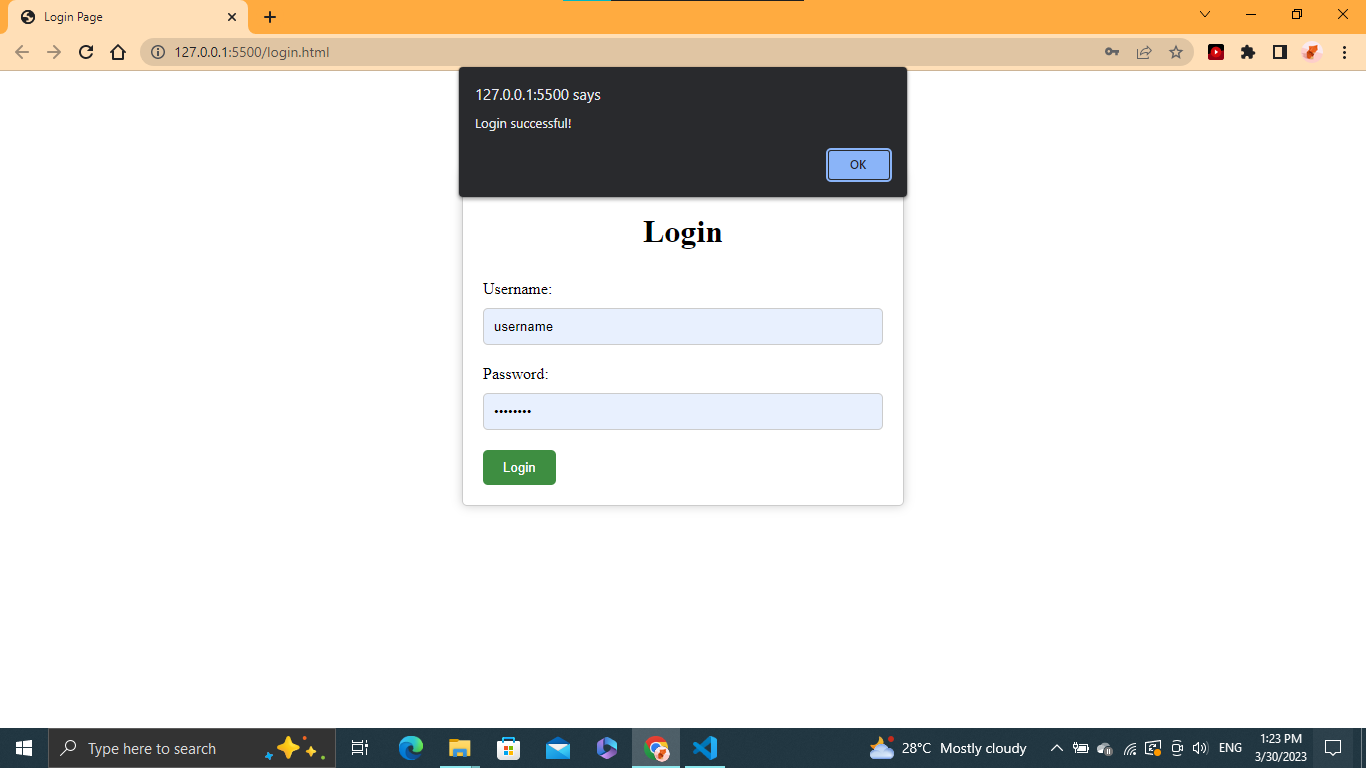 Login Page
127.0.0.1:5500/login.html
127.0.0.1:5500 says
Login successful!
OK
Login
Username:
username
Password:
••••••••
Login
Type here to search
28°C Mostly cloudy
ENG
1:23 PM
3/30/2023